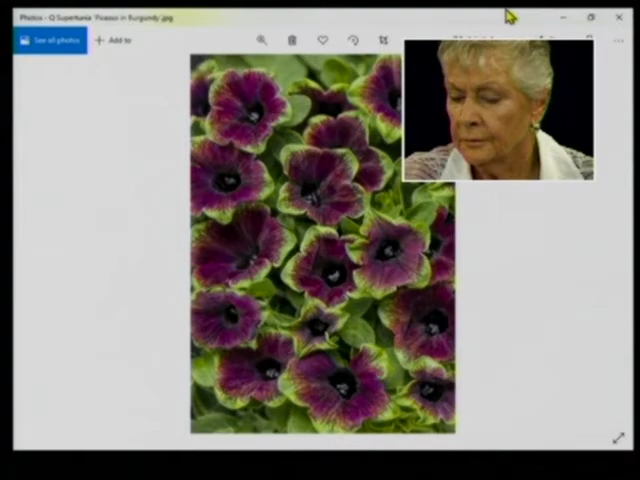 Photos - Q Supertunia 'Picasso in Burgundy'.jpg
See all photos
Add to